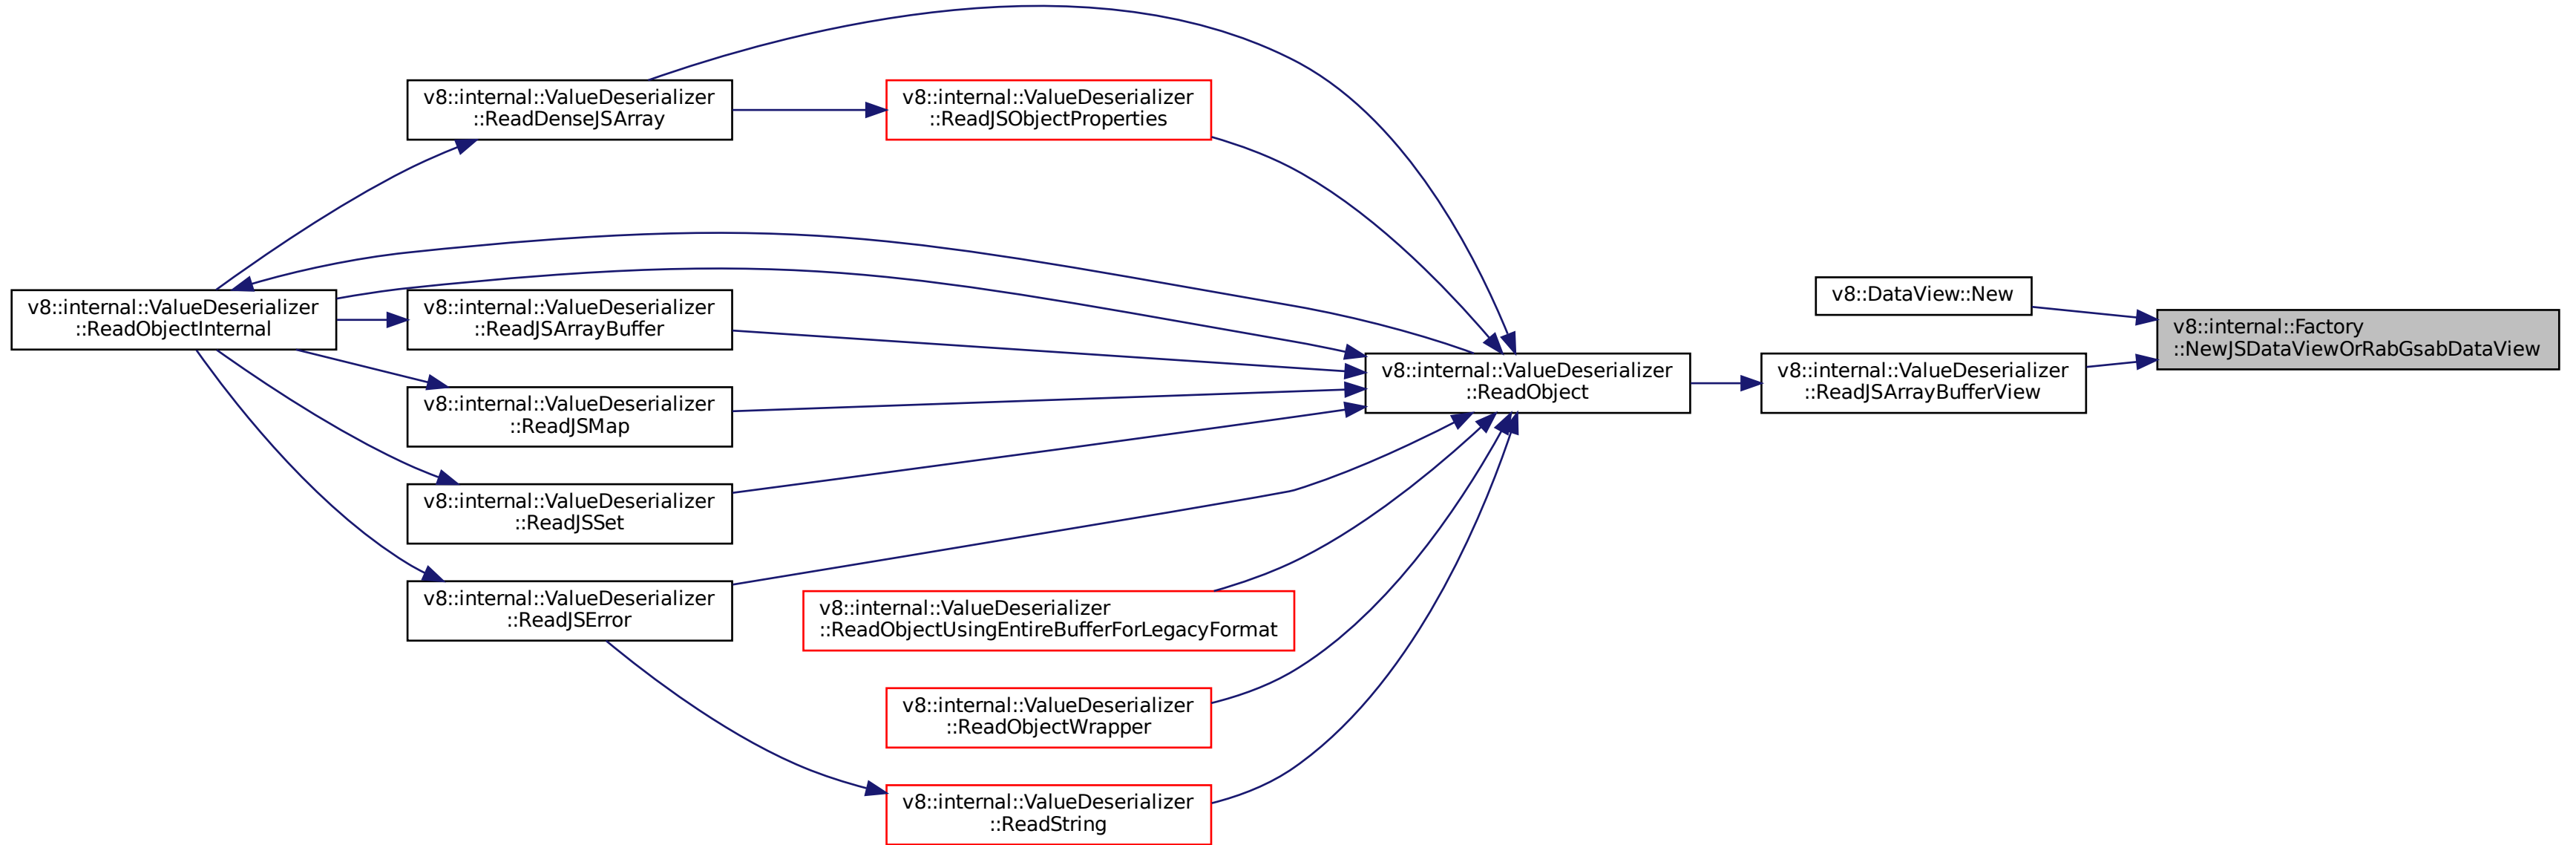 v8::internal::ValueDeserializer
::ReadObjectInternal
v8::internal::ValueDeserializer
::ReadDenseJSArray
v8::internal::ValueDeserializer
::ReadJSArrayBuffer
v8::internal::ValueDeserializer
::ReadJSMap
v8::internal::ValueDeserializer
::ReadJSSet
v8::internal::ValueDeserializer
::ReadJSError
v8::internal::ValueDeserializer
::ReadJSObjectProperties
v8::internal::ValueDeserializer
::ReadObjectUsingEntireBufferForLegacyFormat
v8::internal::ValueDeserializer
::ReadObjectWrapper
v8::internal::ValueDeserializer
::ReadString
v8::internal::ValueDeserializer
::ReadObject
v8::DataView::New
v8::internal::ValueDeserializer
::ReadJSArrayBufferView
v8::internal::Factory
::NewJSDataViewOrRabGsabDataView